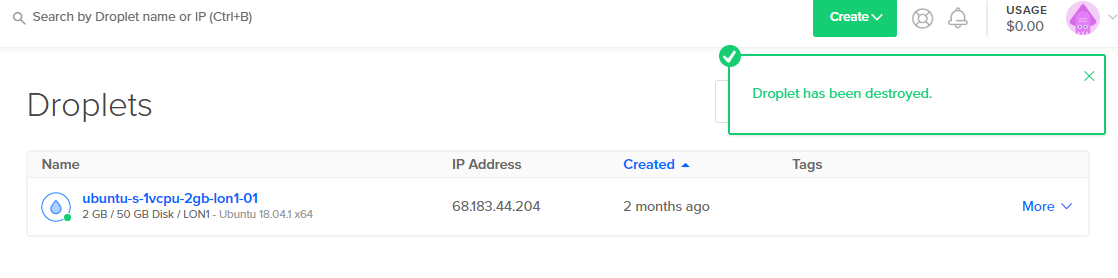 Search by Droplet name or IP (Ctrl+B)
Create
USAGE
$0.00
Droplet has been destroyed.
Droplets
Name IP Address Created Tags
ubuntu-s-1vcpu-2gb-lon1-01
2 GB / 50 GB Disk / LON1 - Ubuntu 18.04.1 x64
68.183.44.204
2 months ago
More